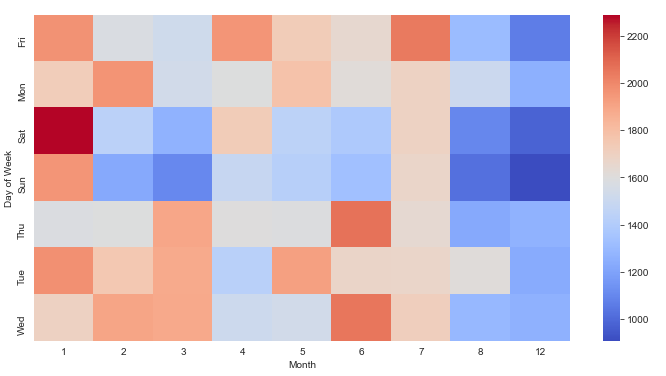 Day of Week
Fri
Mon
Sat
Sun
Thu
Tue
Wed
1 2 3 4 5 6 7 8 12
Month
2200
2000
1800
1600
1400
1200
1000